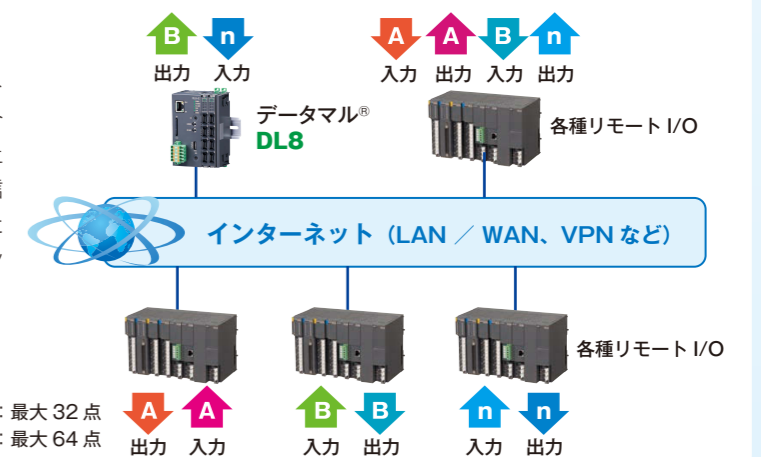 B n A A B n
出力 入力 入力 出力 入力 出力
データマル®
DL8
各種リモート I/O
インターネット（LAN ／ WAN、VPN など）
各種リモート I/O
：最大 32 点
：最大 64 点
A A B B n n
出力 入力 入力 出力 入力 出力